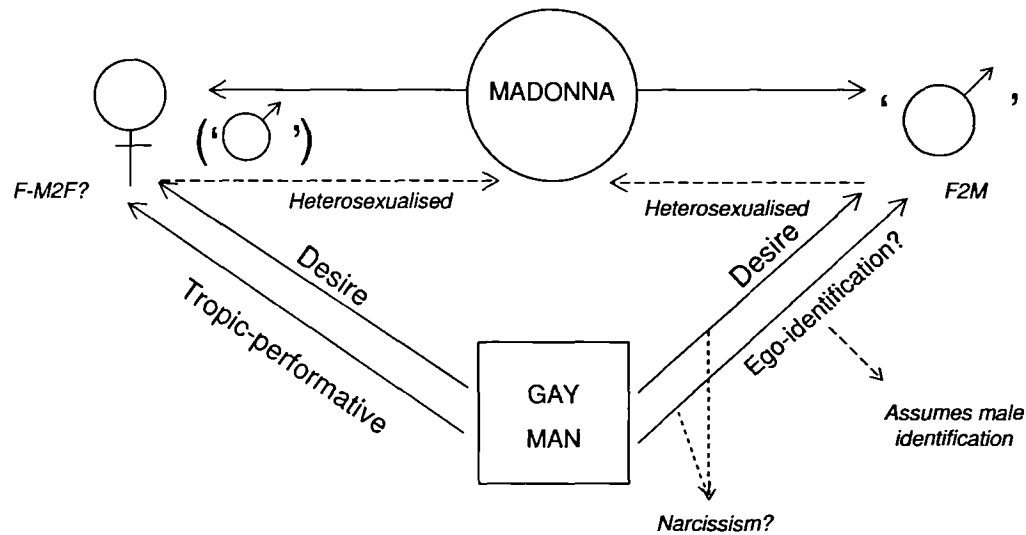 MADONNA
(‘ ’)
‘ ’
F-M2F?
Heterosexualised
Heterosexualised
F2M
Desire
Tropic-performative
Desire
Ego-identification?
GAY
MAN
Assumes male
identification
Narcissism?